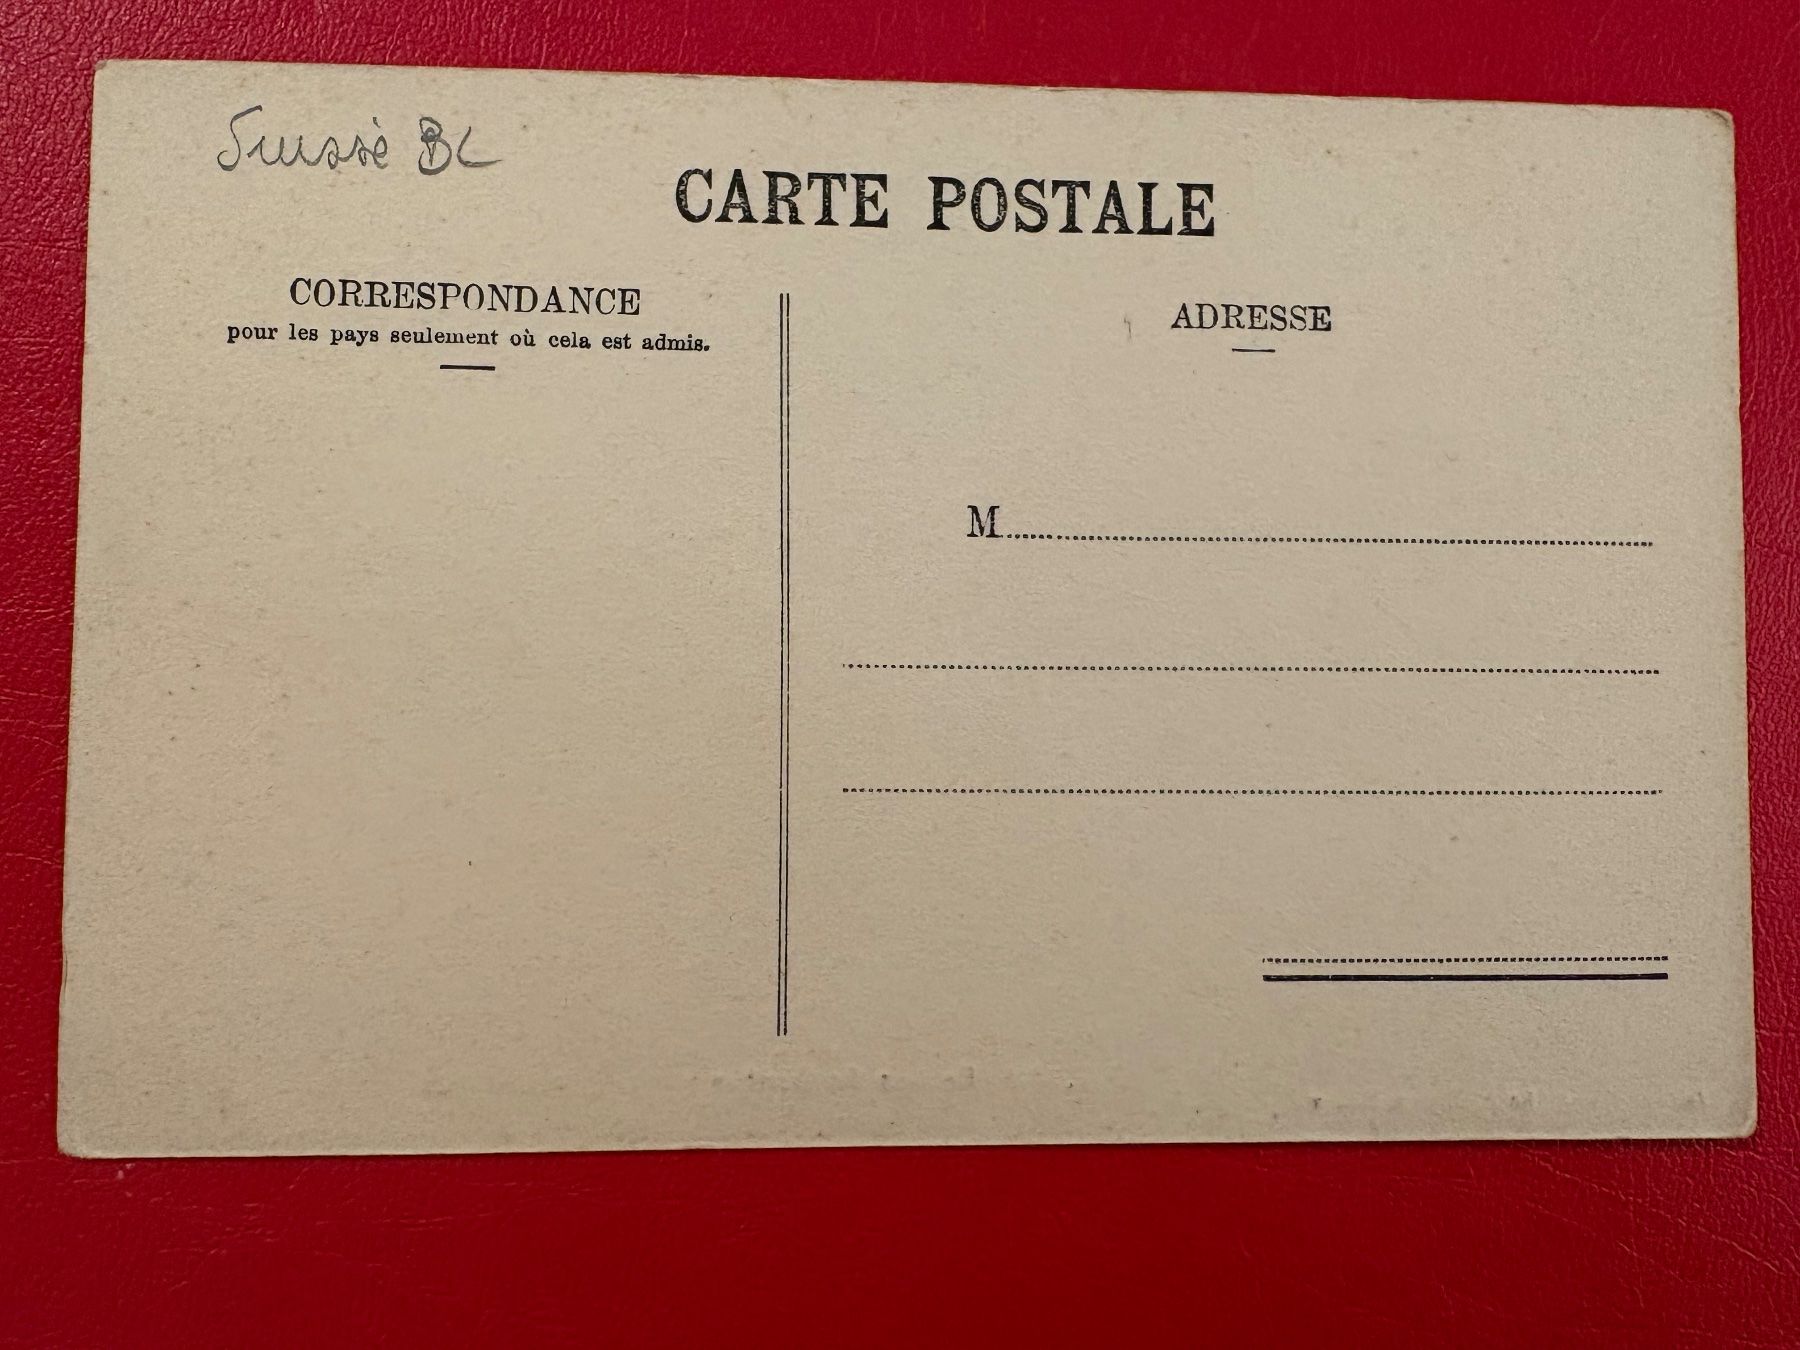 Suisse BL
CARTE POSTALE
CORRESPONDANCE
pour les pays seulement où cela est admis.
ADRESSE
M